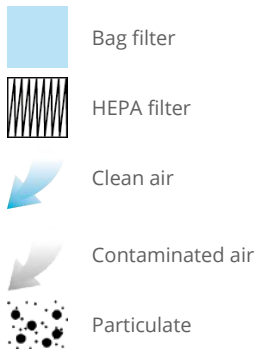 Bag filter
HEPA filter
Clean air
Contaminated air
Particulate